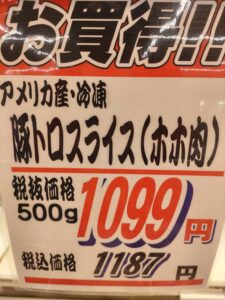 お買得!!
アメリカ産・冷凍
豚トロスライス(ホホ肉)
税抜価格
500g
1099円
税込価格 1187円